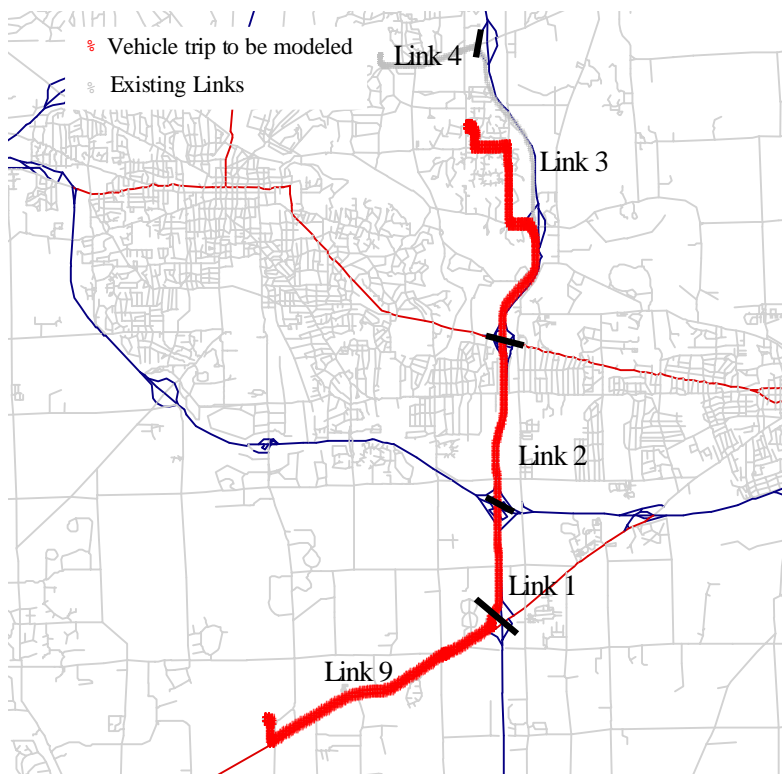 % Vehicle trip to be modeled
% Existing Links
Link 4
Link 3
Link 2
Link 1
Link 9